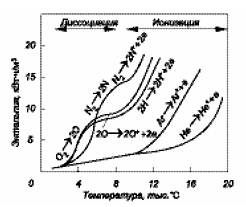 Диссоциация Ионизация
Энтальпия, кВт·ч/м³
20
15
10
5
O₂→2O
N₂→2N
N₂→2N⁺+2e
2O→2O⁺+2e
2H→2H⁺+2e
Ar→Ar⁺+e
He→He⁺+e
0 4 8 12 16 20
Температура, тыс.°C